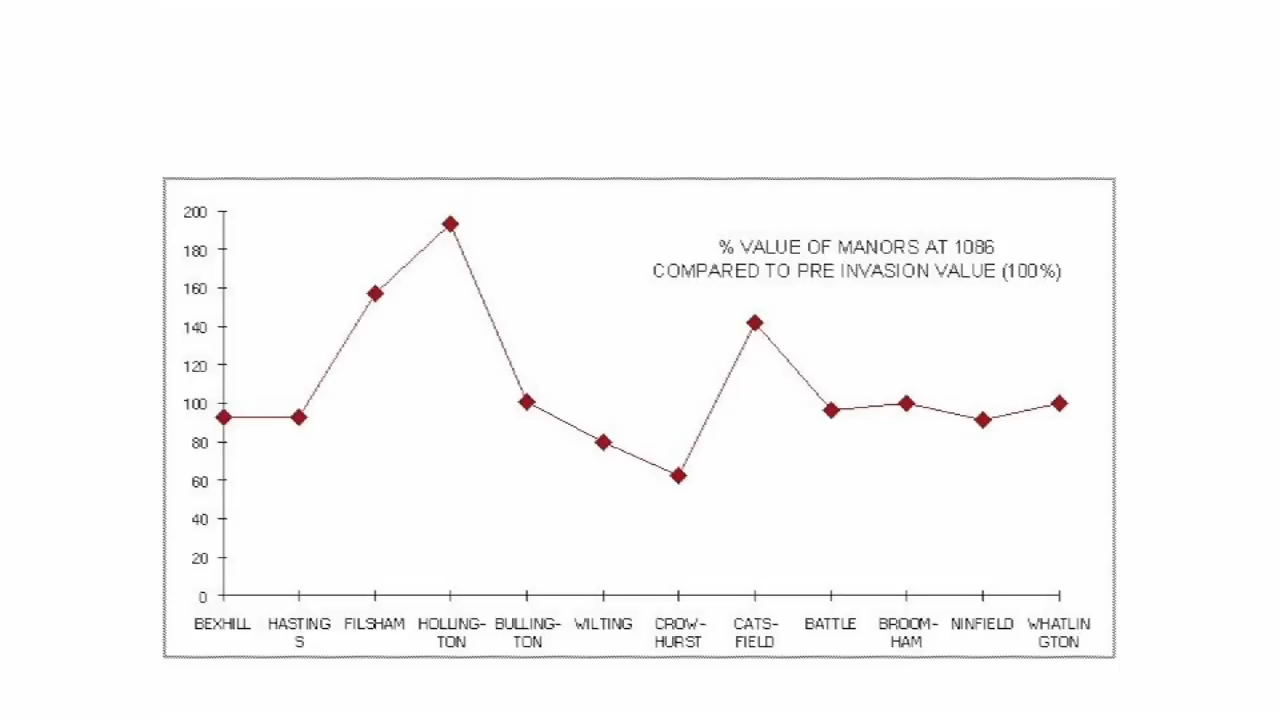 % VALUE OF MANORS AT 1086
COMPARED TO PRE INVASION VALUE (100%)
200
180
160
140
120
100
80
60
40
20
0
BEXHILL HASTING FILSHAM HOLLING- BULLING- WILTING CROW- CATS- BATTLE BROOM- NINFIELD WHATLIN
S TON TON HURST FIELD HAM GTON